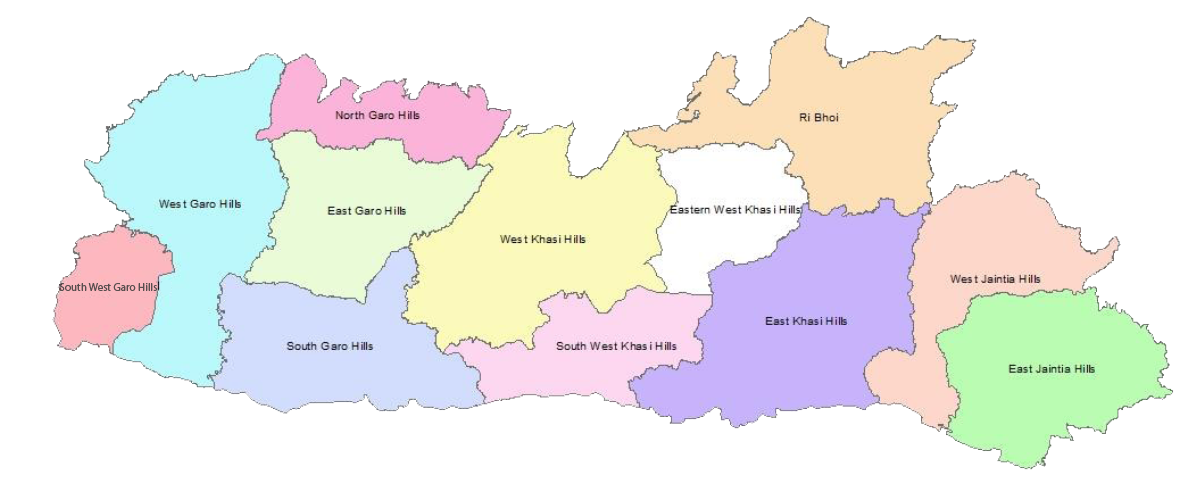 North Garo Hills
Ri Bhoi
West Garo Hills
East Garo Hills
Eastern West Khasi Hills
West Khasi Hills
West Jaintia Hills
South West Garo Hills
East Khasi Hills
South Garo Hills
South West Khasi Hills
East Jaintia Hills